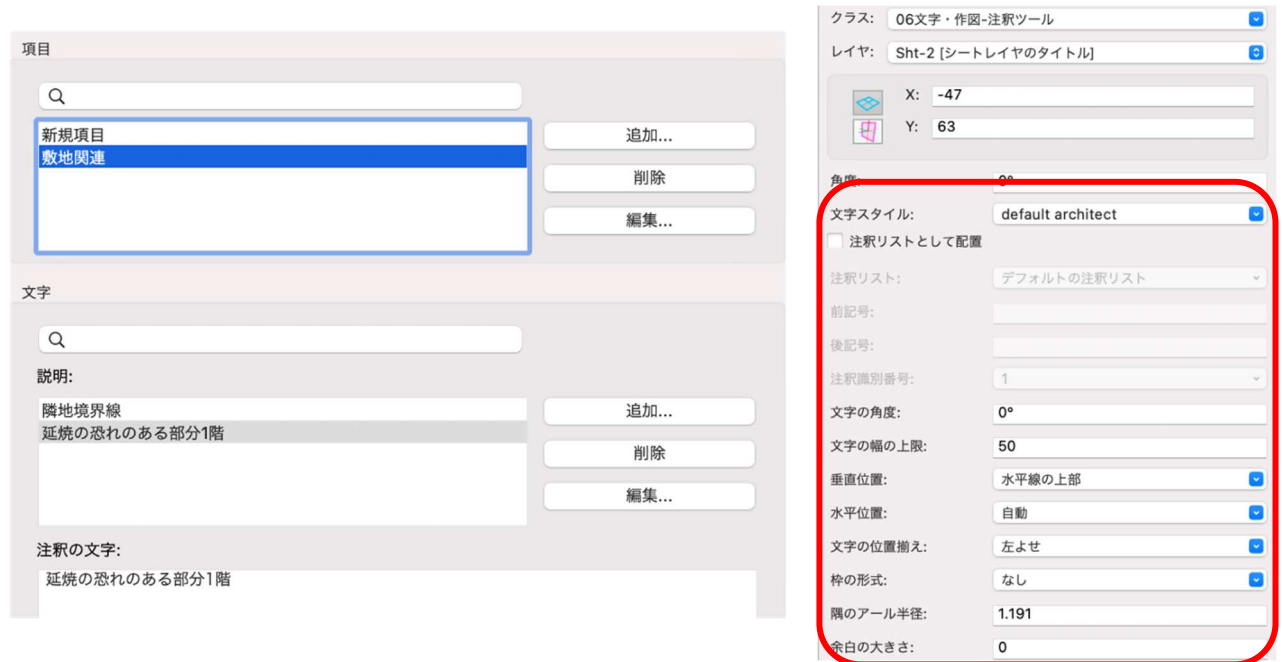 項目
新規項目
敷地関連
追加...
削除
編集...
文字
説明:
隣地境界線
延焼の恐れのある部分1階
追加...
削除
編集...
注釈の文字:
延焼の恐れのある部分1階
クラス: 06文字・作図-注釈ツール
レイヤ: Sht-2 [シートレイヤのタイトル]
X: -47
Y: 63
角度: 0°
文字スタイル: default architect
注釈リストとして配置
注釈リスト: デフォルトの注釈リスト
前記号:
後記号:
注釈識別番号: 1
文字の角度: 0°
文字の幅の上限: 50
垂直位置: 水平線の上部
水平位置: 自動
文字の位置揃え: 左よせ
枠の形式: なし
隅のアール半径: 1.191
余白の大きさ: 0